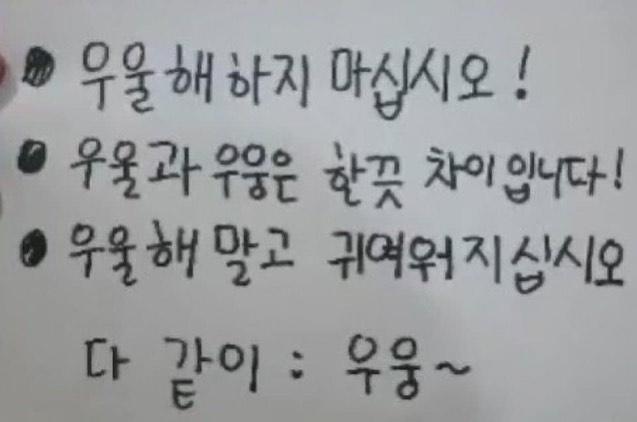 ● 우울해하지 마십시오!
● 우울과 우웅은 한끗 차이입니다!
● 우울해 말고 귀여워지십시오
다 같이 : 우웅~